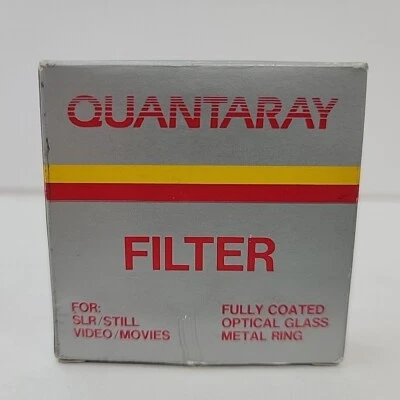 QUANTARAY
FILTER
FOR:
SLR/STILL
VIDEO/MOVIES
FULLY COATED
OPTICAL GLASS
METAL RING